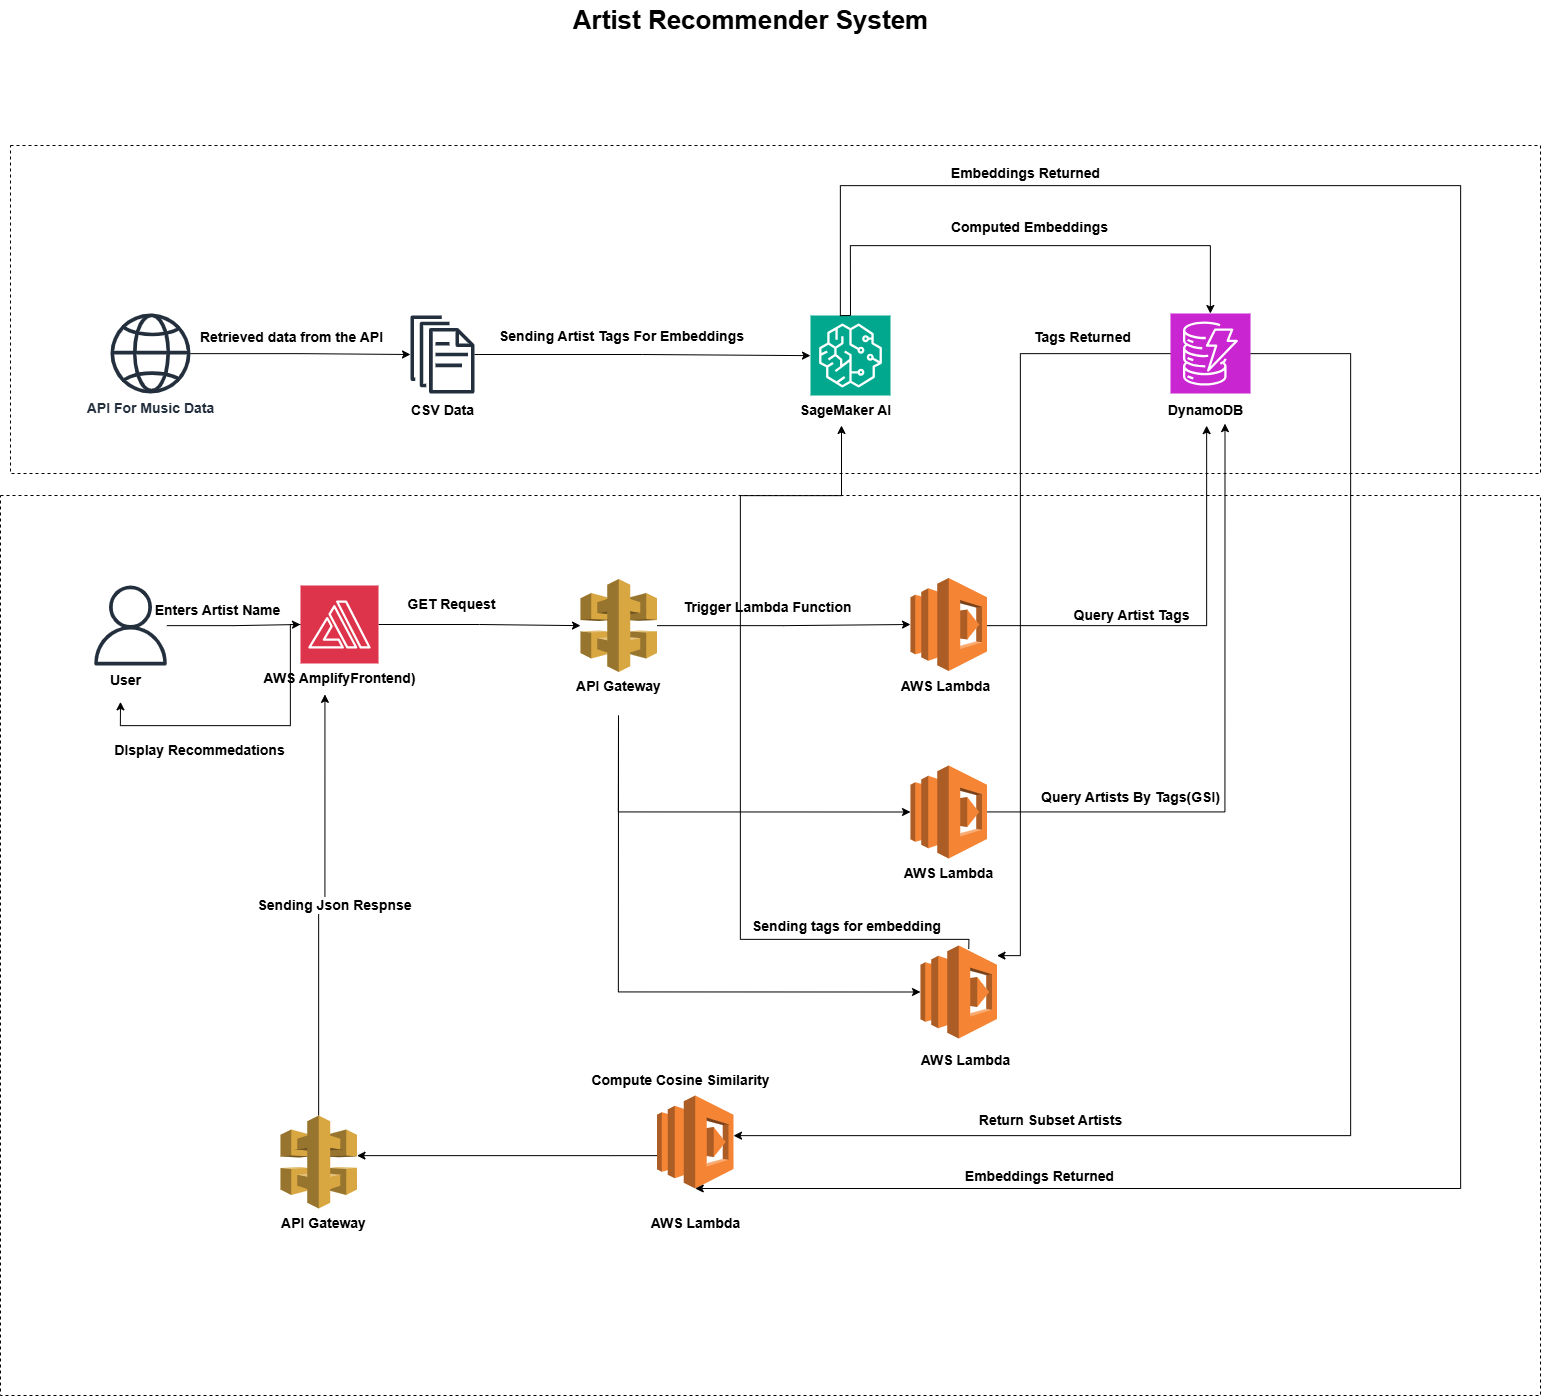 Artist Recommender System
Embeddings Returned
Computed Embeddings
Retrieved data from the API
Sending Artist Tags For Embeddings
Tags Returned
API For Music Data
CSV Data
SageMaker AI
DynamoDB
Enters Artist Name
GET Request
Trigger Lambda Function
Query Artist Tags
User
AWS AmplifyFrontend)
API Gateway
AWS Lambda
DIsplay Recommedations
Query Artists By Tags(GSI)
AWS Lambda
Sending Json Respnse
Sending tags for embedding
AWS Lambda
Compute Cosine Similarity
Return Subset Artists
Embeddings Returned
API Gateway
AWS Lambda